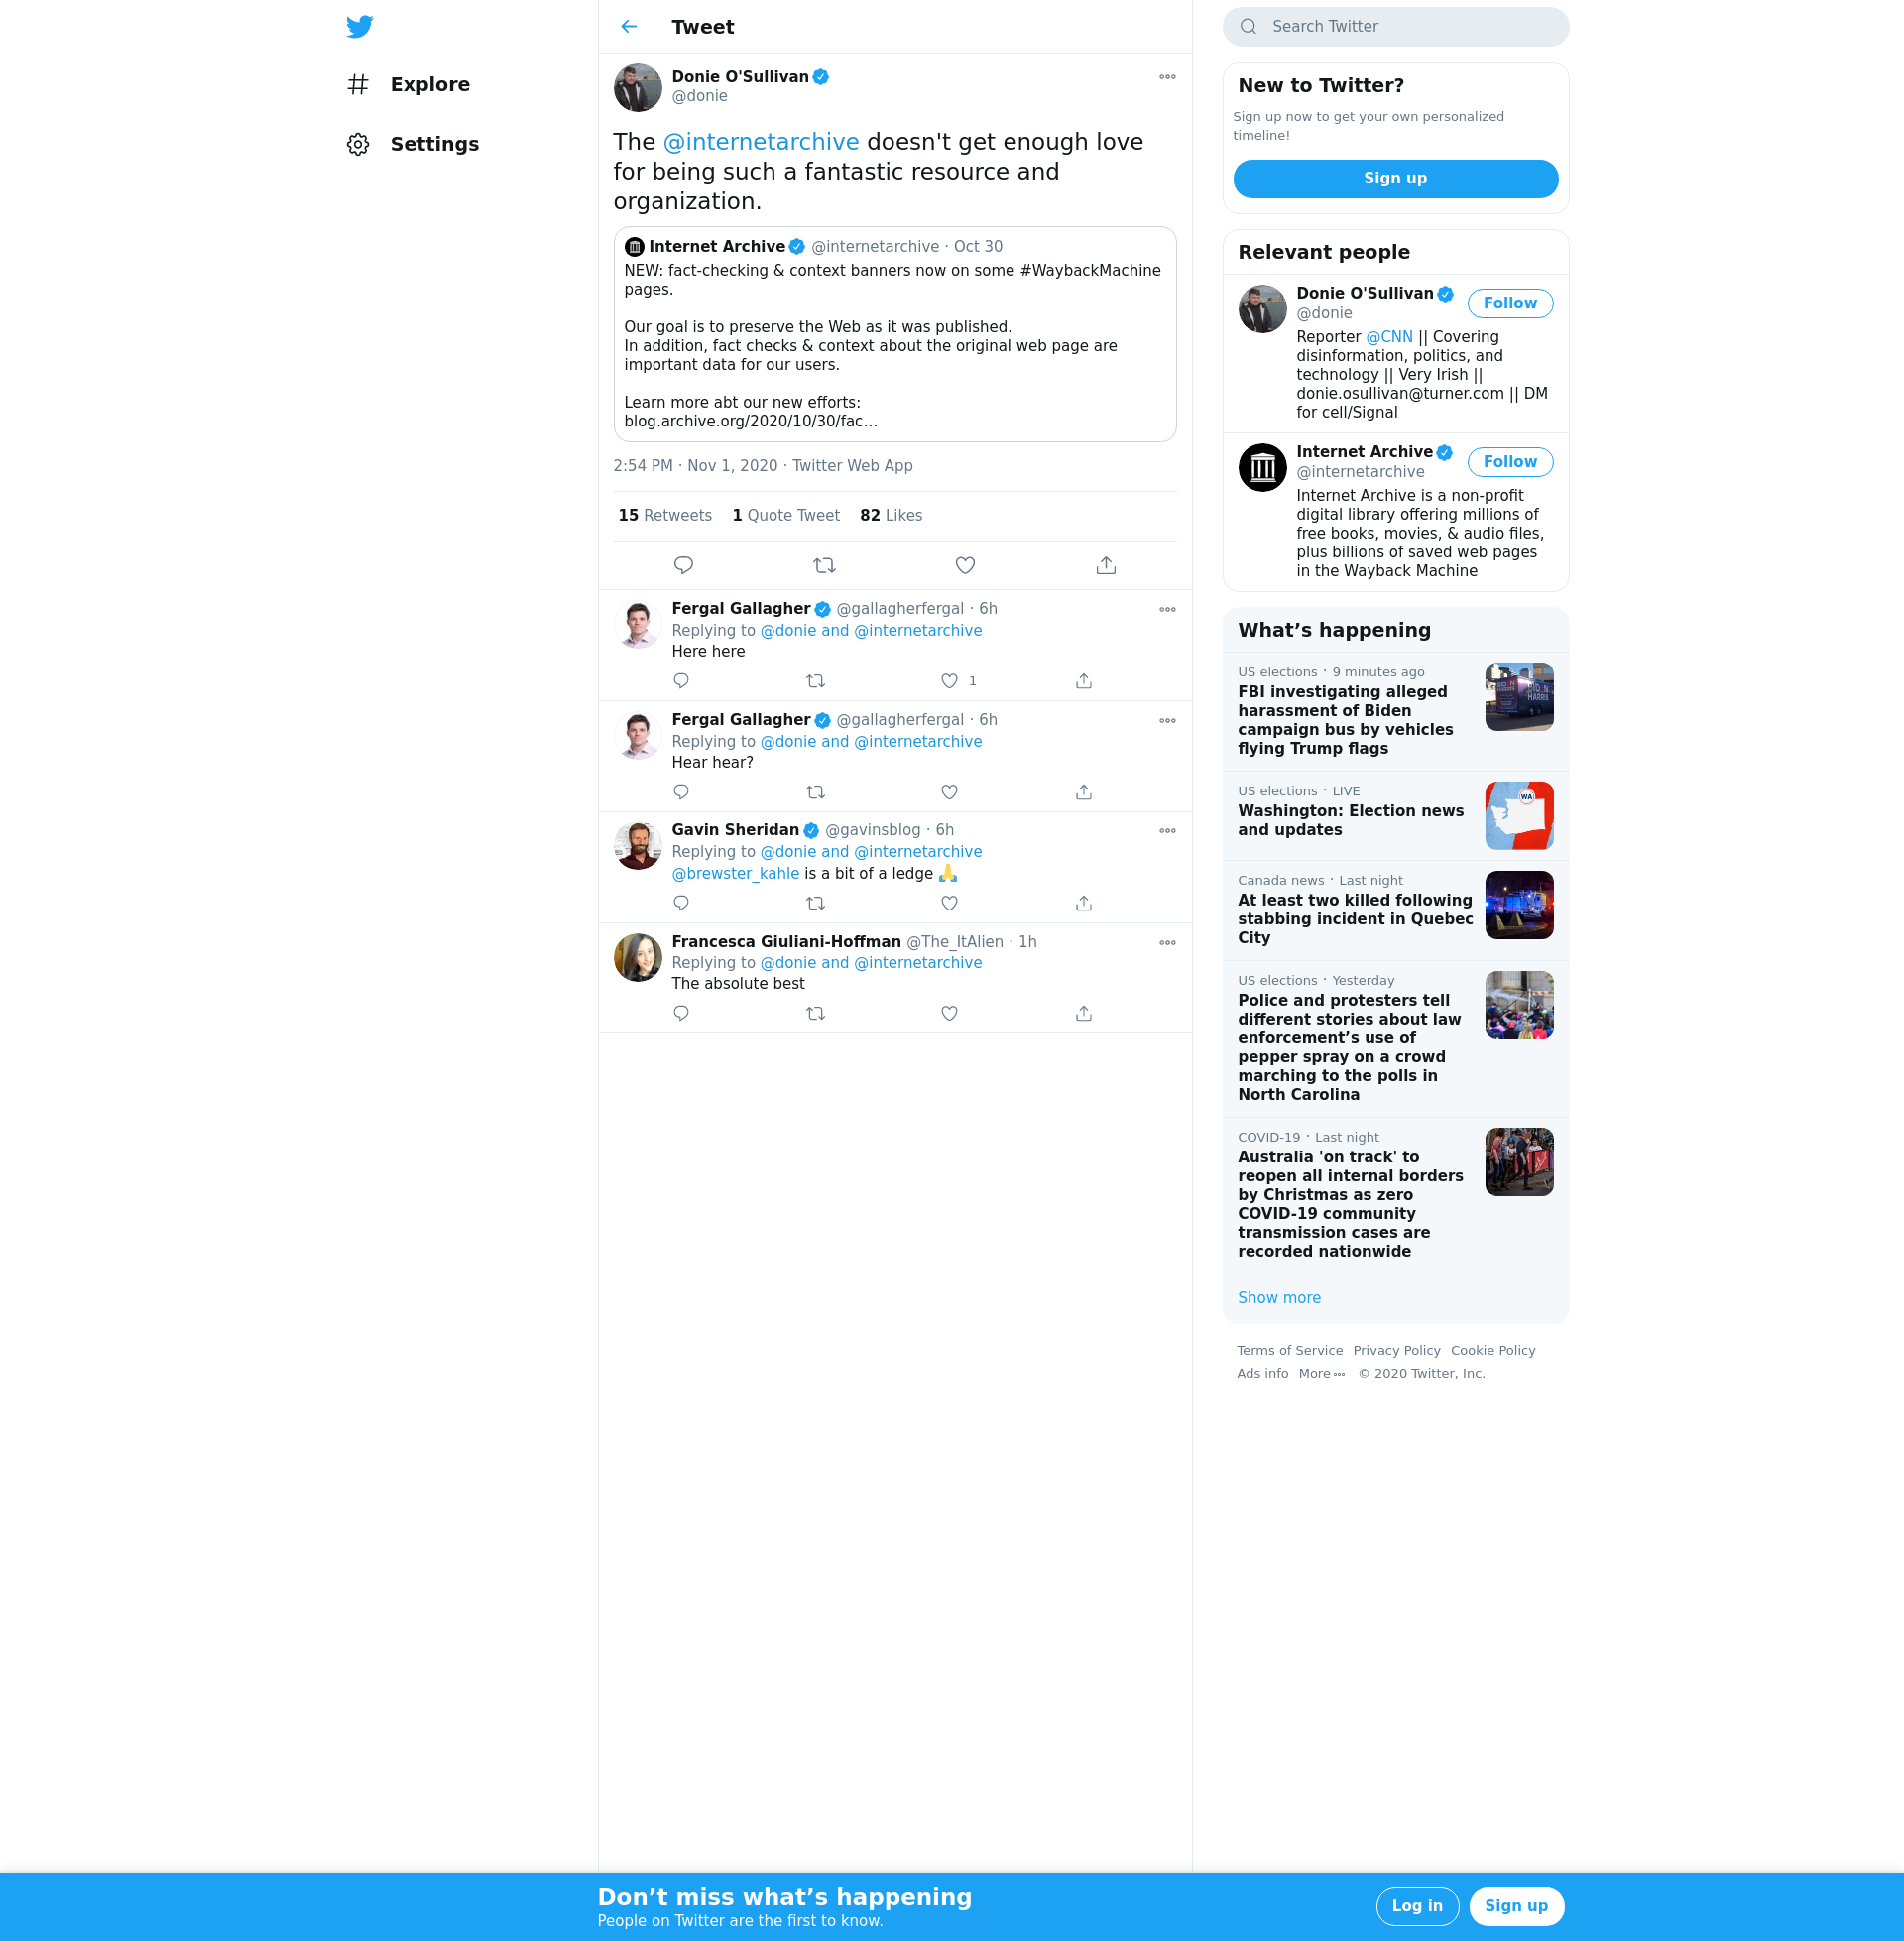 Explore
Settings
Tweet
Donie O'Sullivan
@donie
The @internetarchive doesn't get enough love
for being such a fantastic resource and
organization.
Internet Archive @internetarchive · Oct 30
NEW: fact-checking & context banners now on some #WaybackMachine
pages.
Our goal is to preserve the Web as it was published.
In addition, fact checks & context about the original web page are
important data for our users.
Learn more abt our new efforts:
blog.archive.org/2020/10/30/fac…
2:54 PM · Nov 1, 2020 · Twitter Web App
15 Retweets 1 Quote Tweet 82 Likes
Fergal Gallagher @gallagherfergal · 6h
Replying to @donie and @internetarchive
Here here
1
Fergal Gallagher @gallagherfergal · 6h
Replying to @donie and @internetarchive
Hear hear?
Gavin Sheridan @gavinsblog · 6h
Replying to @donie and @internetarchive
@brewster_kahle is a bit of a ledge 🙏
Francesca Giuliani-Hoffman @The_ItAlien · 1h
Replying to @donie and @internetarchive
The absolute best
Search Twitter
New to Twitter?
Sign up now to get your own personalized
timeline!
Sign up
Relevant people
Donie O'Sullivan
@donie
Follow
Reporter @CNN || Covering
disinformation, politics, and
technology || Very Irish ||
donie.osullivan@turner.com || DM
for cell/Signal
Internet Archive
@internetarchive
Follow
Internet Archive is a non-profit
digital library offering millions of
free books, movies, & audio files,
plus billions of saved web pages
in the Wayback Machine
What's happening
US elections · 9 minutes ago
FBI investigating alleged
harassment of Biden
campaign bus by vehicles
flying Trump flags
US elections · LIVE
Washington: Election news
and updates
WA
Canada news · Last night
At least two killed following
stabbing incident in Quebec
City
US elections · Yesterday
Police and protesters tell
different stories about law
enforcement's use of
pepper spray on a crowd
marching to the polls in
North Carolina
COVID-19 · Last night
Australia 'on track' to
reopen all internal borders
by Christmas as zero
COVID-19 community
transmission cases are
recorded nationwide
Show more
Terms of Service Privacy Policy Cookie Policy
Ads info More © 2020 Twitter, Inc.
Don't miss what's happening
People on Twitter are the first to know.
Log in
Sign up